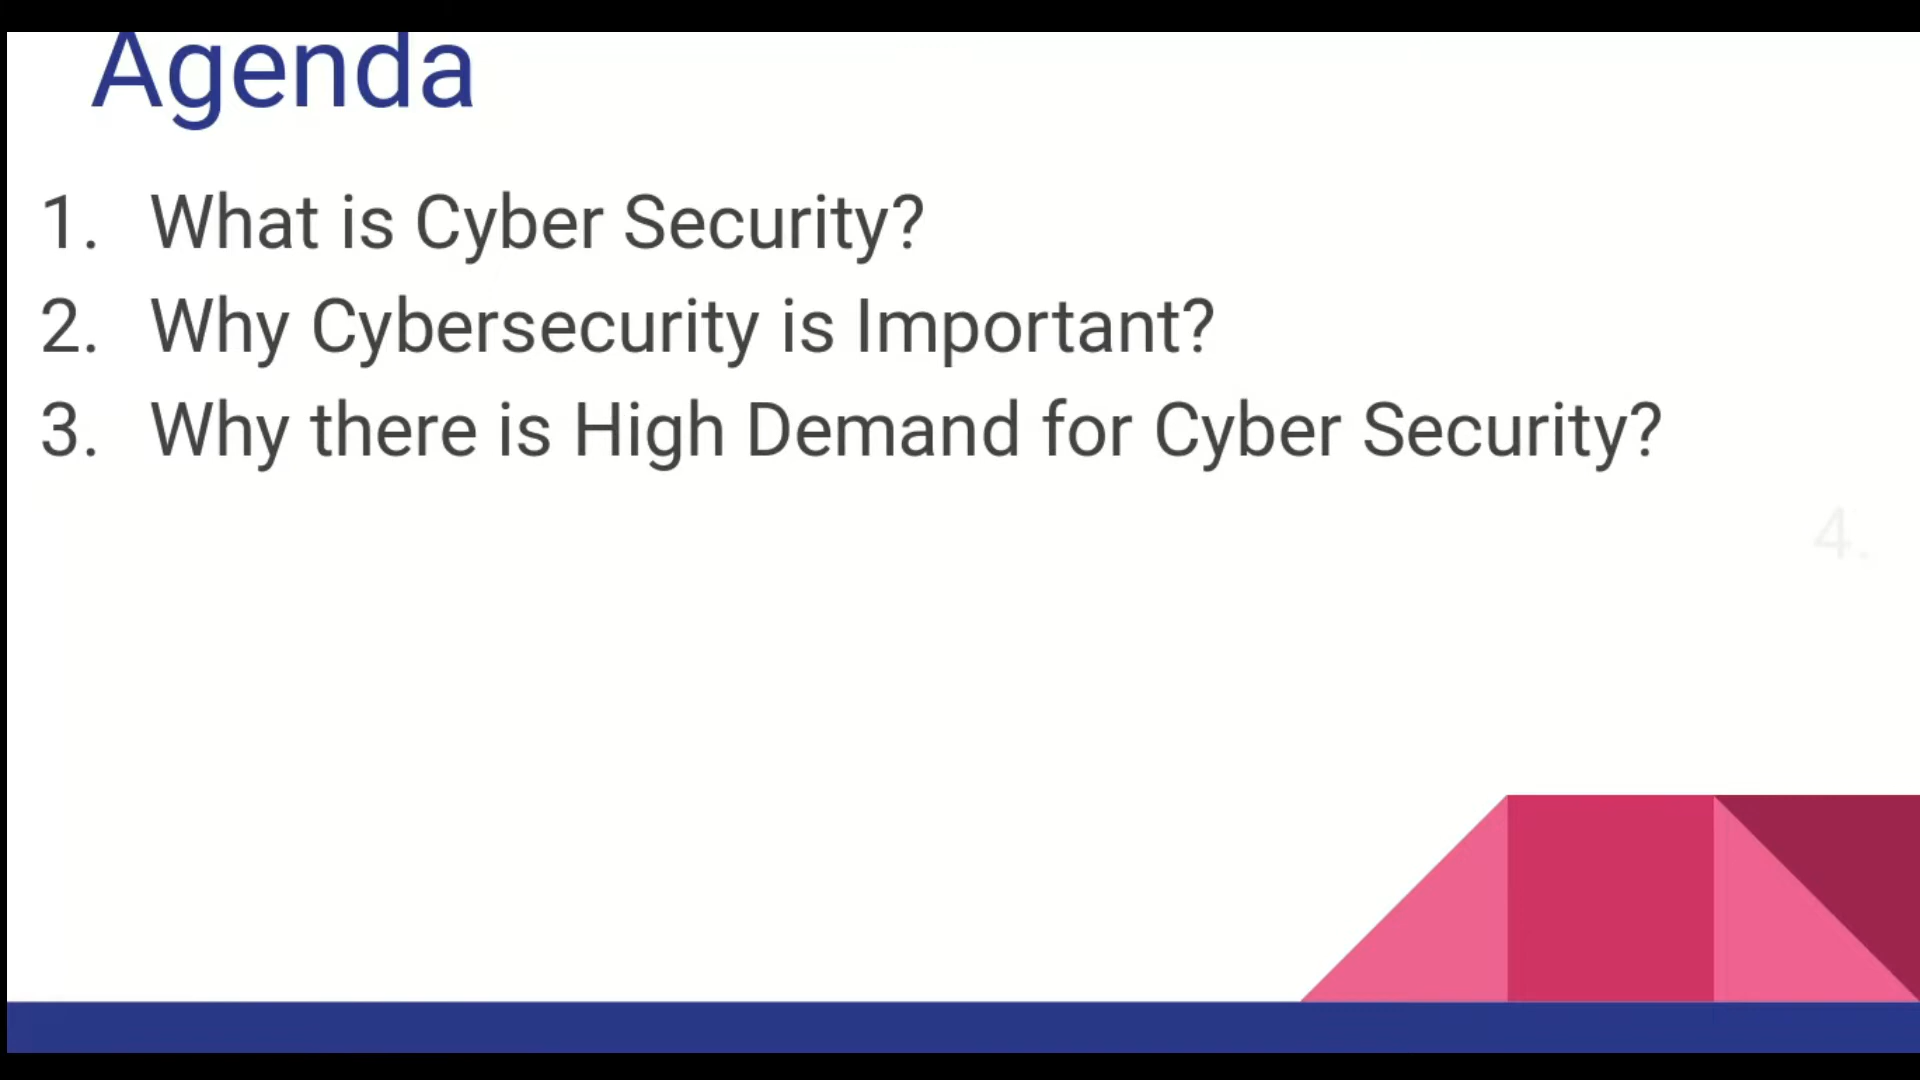 Agenda
1. What is Cyber Security?
2. Why Cybersecurity is Important?
3. Why there is High Demand for Cyber Security?
4.